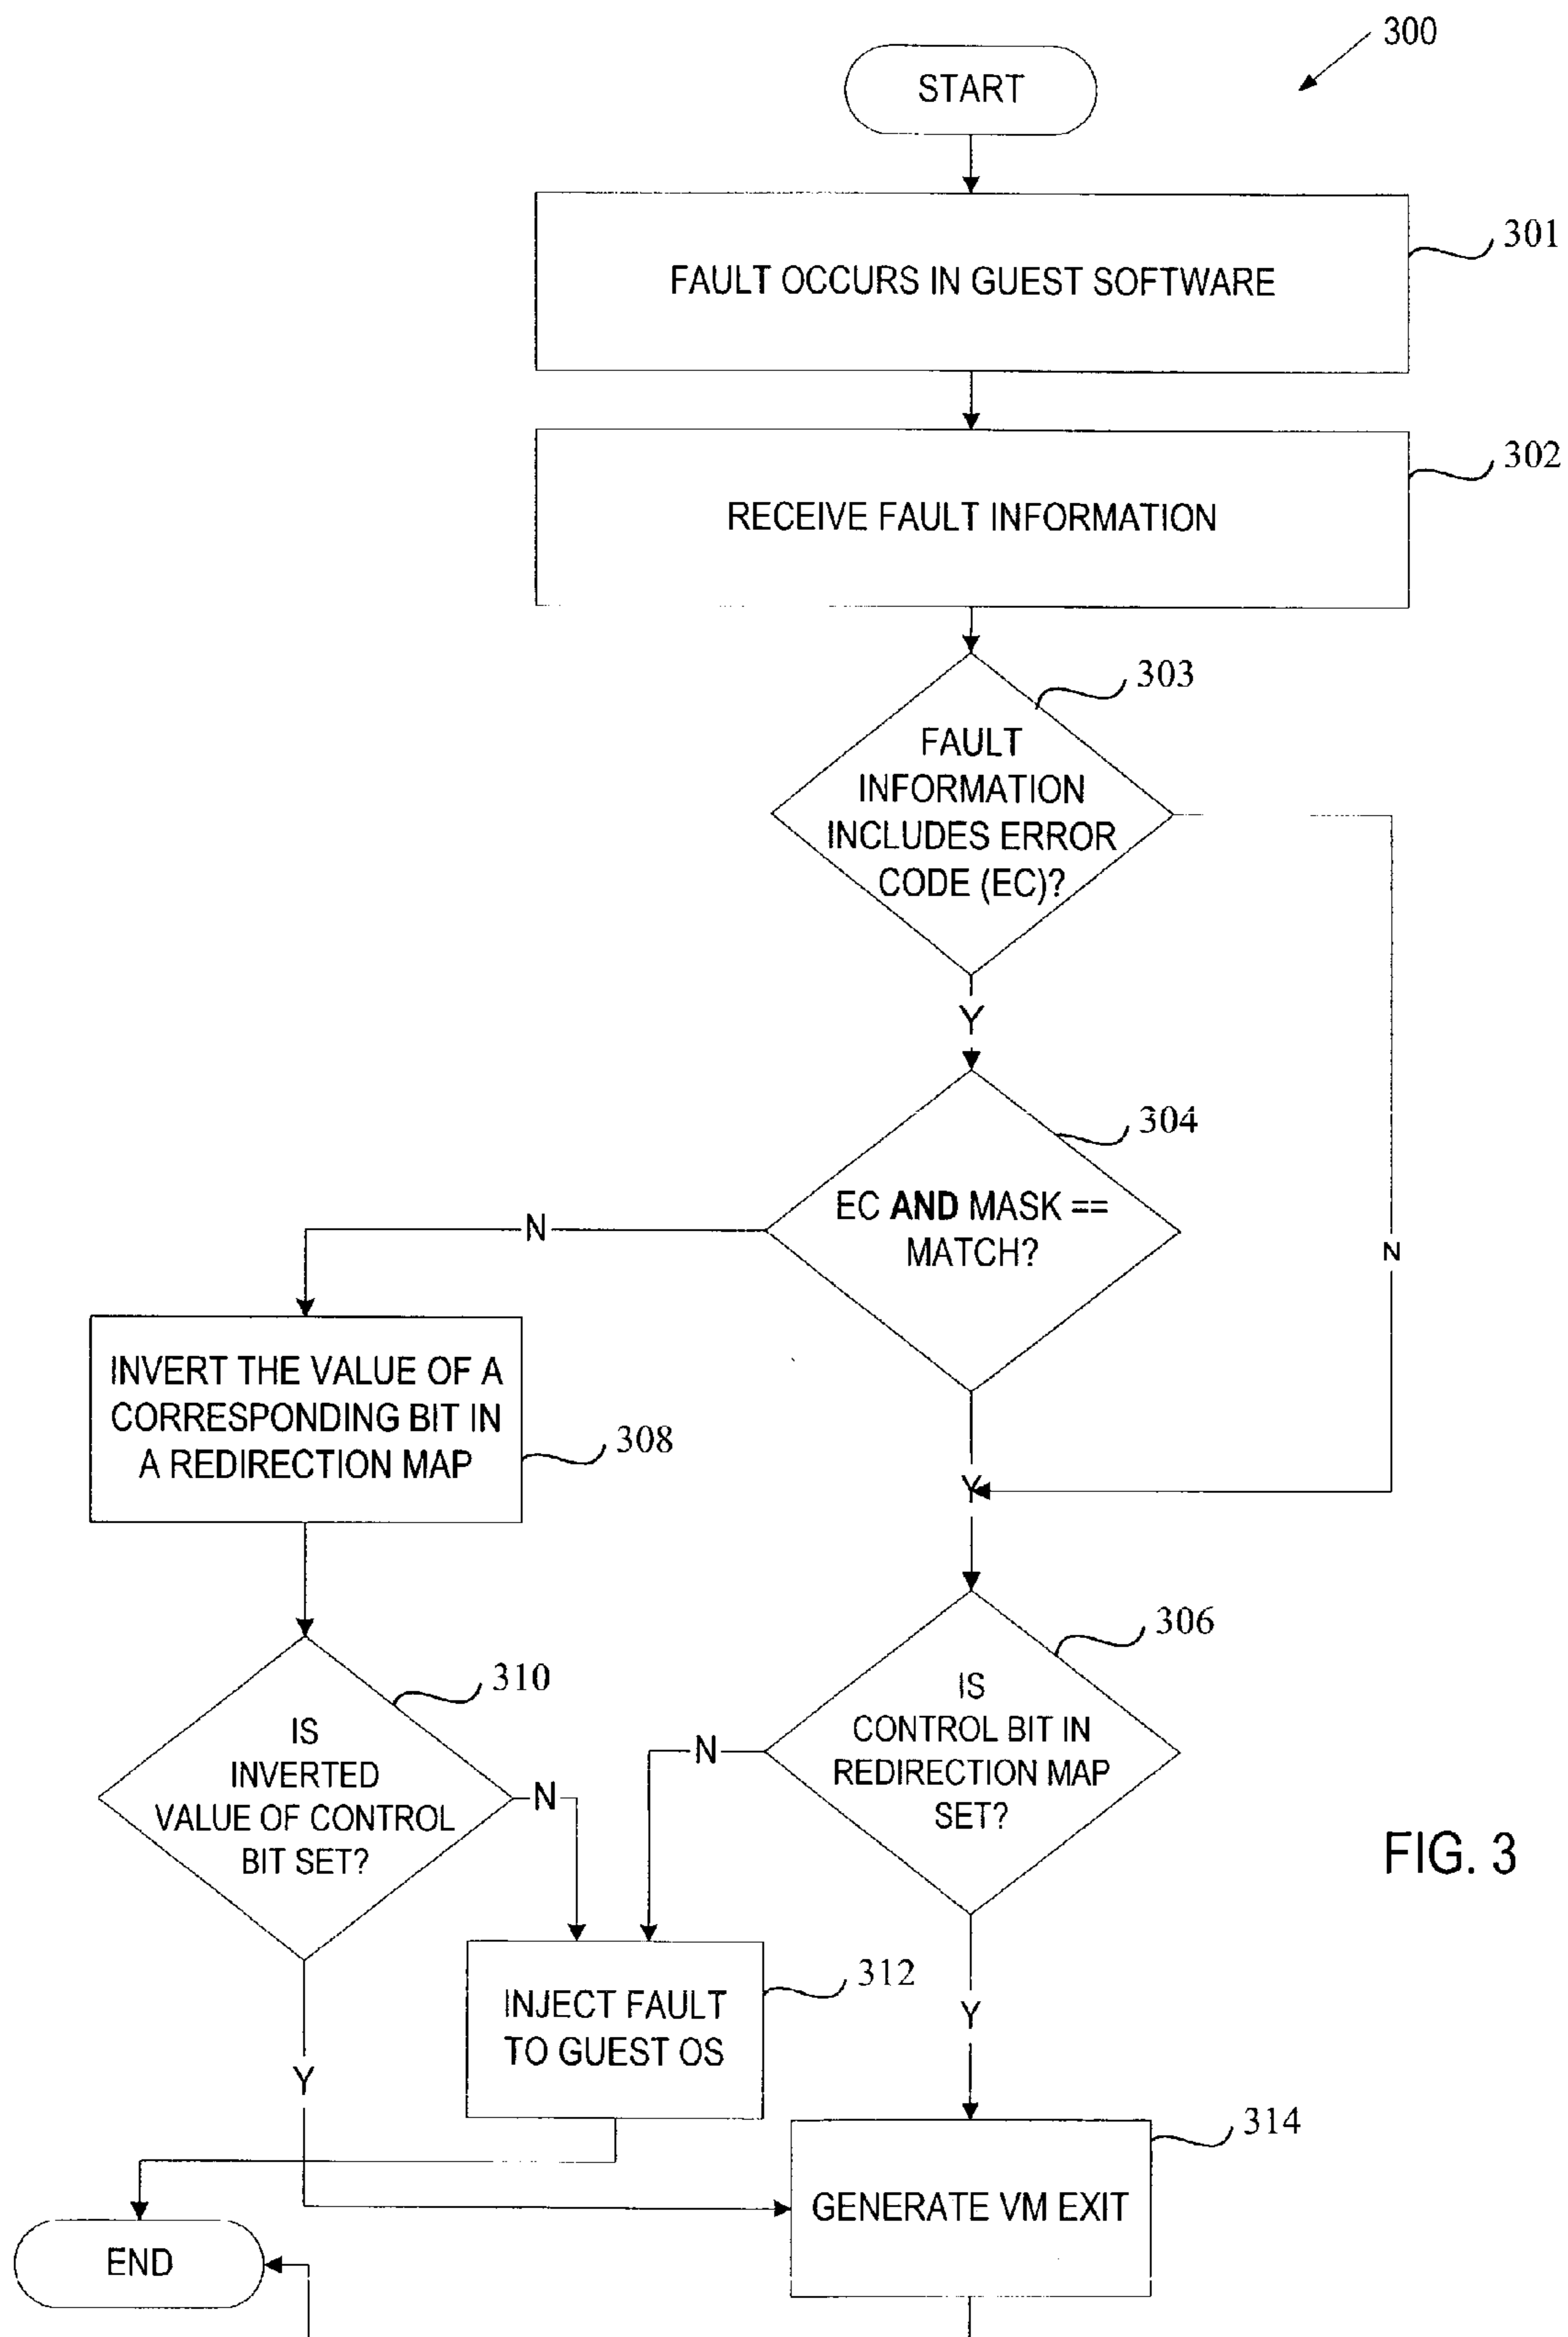 300
START
301
FAULT OCCURS IN GUEST SOFTWARE
302
RECEIVE FAULT INFORMATION
303
FAULT
INFORMATION
INCLUDES ERROR
CODE (EC)?
Y
304
EC AND MASK ==
MATCH?
N
N
INVERT THE VALUE OF A
CORRESPONDING BIT IN
A REDIRECTION MAP
308
Y
306
IS
CONTROL BIT IN
REDIRECTION MAP
SET?
N
310
IS
INVERTED
VALUE OF CONTROL
BIT SET?
N
FIG. 3
312
INJECT FAULT
TO GUEST OS
Y
Y
314
GENERATE VM EXIT
END